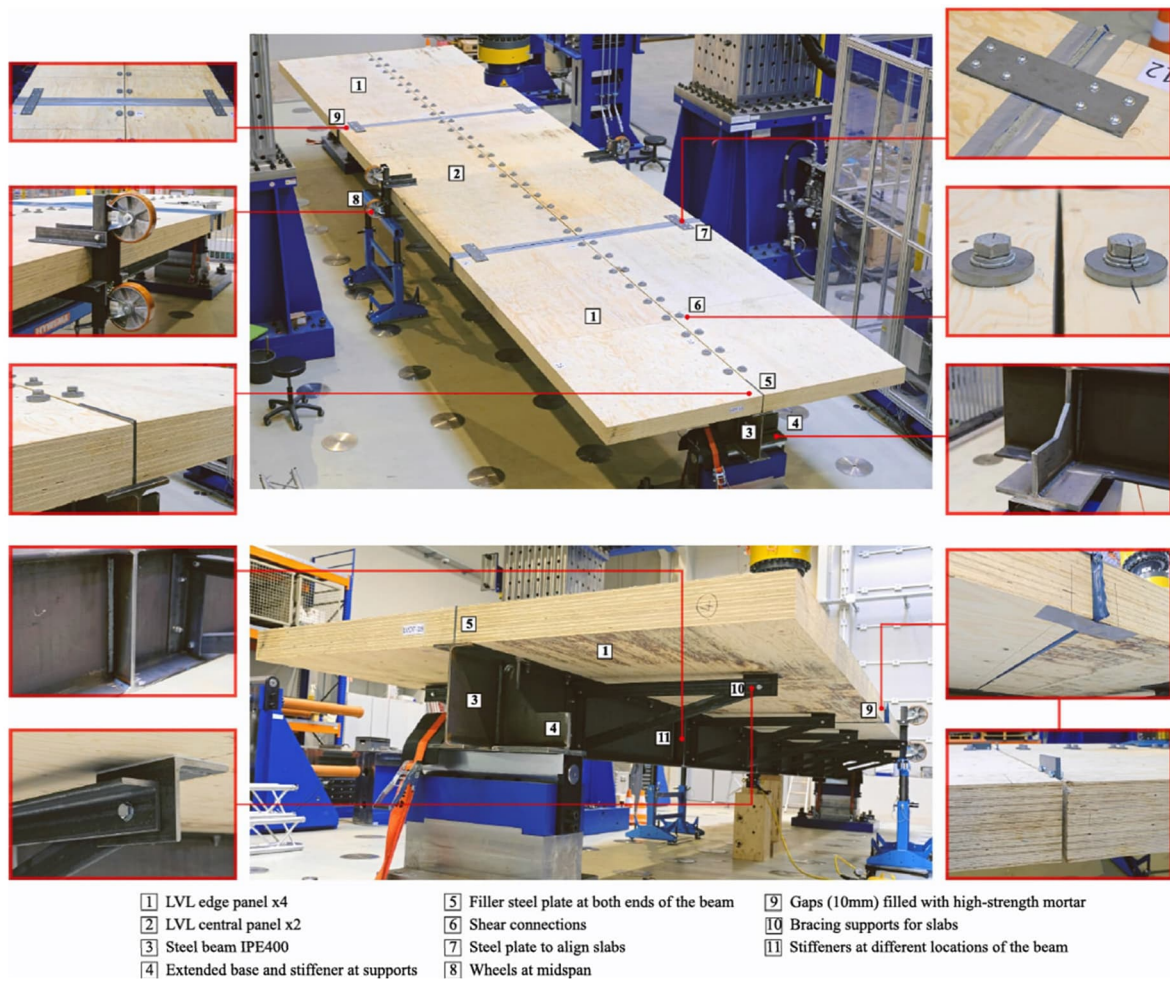 1
9
2
8
7
6
1
5
3
4
12
5
1
3
4
10
9
11
1 LVL edge panel x4
2 LVL central panel x2
3 Steel beam IPE400
4 Extended base and stiffener at supports
5 Filler steel plate at both ends of the beam
6 Shear connections
7 Steel plate to align slabs
8 Wheels at midspan
9 Gaps (10mm) filled with high-strength mortar
10 Bracing supports for slabs
11 Stiffeners at different locations of the beam